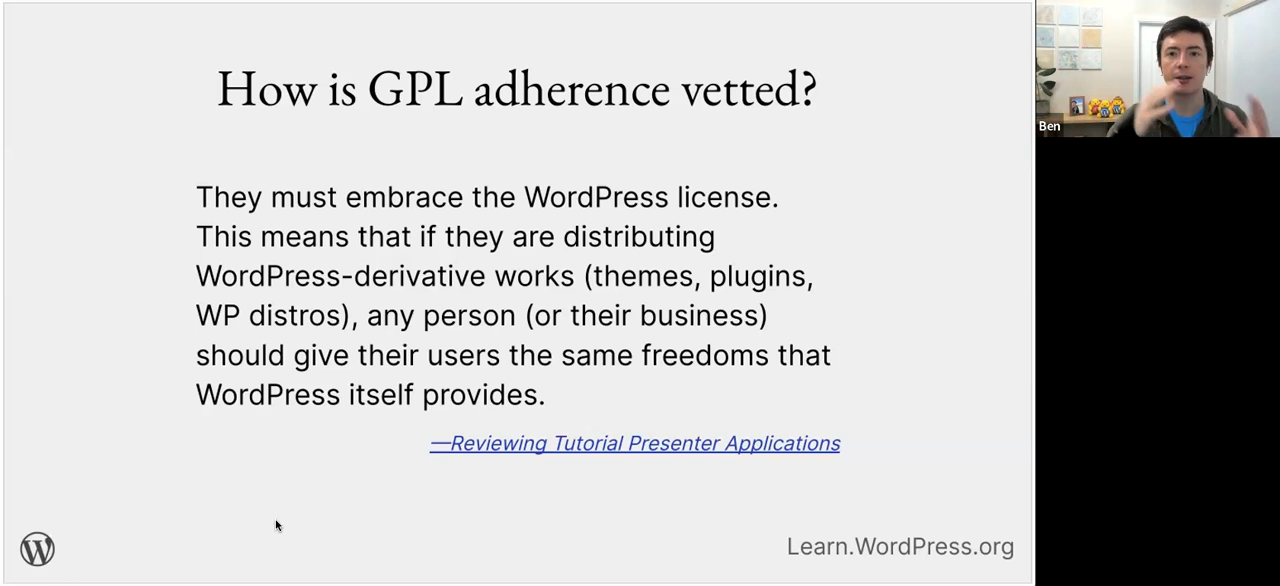 How is GPL adherence vetted?
They must embrace the WordPress license.
This means that if they are distributing
WordPress-derivative works (themes, plugins,
WP distros), any person (or their business)
should give their users the same freedoms that
WordPress itself provides.
—Reviewing Tutorial Presenter Applications
Learn.WordPress.org
Ben